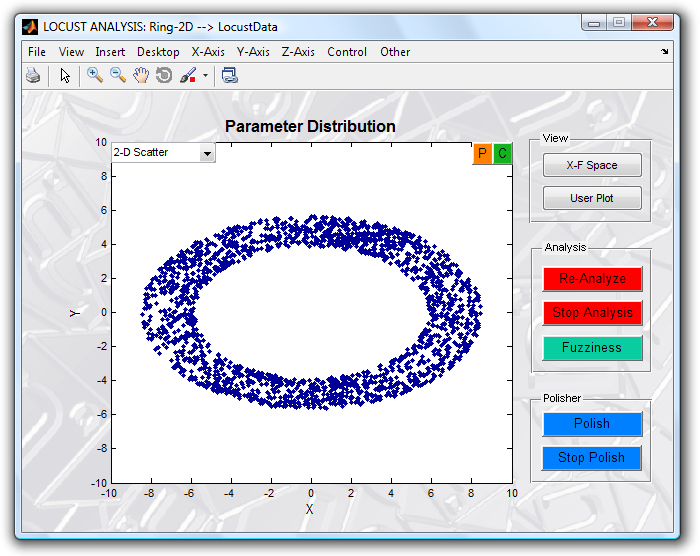 LOCUST ANALYSIS: Ring-2D --> LocustData
File View Insert Desktop X-Axis Y-Axis Z-Axis Control Other
Parameter Distribution
2-D Scatter
P C
10
8
6
4
2
0
-2
-4
-6
-8
-10
Y
-10 -8 -6 -4 -2 0 2 4 6 8 10
X
View
X-F Space
User Plot
Analysis
Re-Analyze
Stop Analysis
Fuzziness
Polisher
Polish
Stop Polish